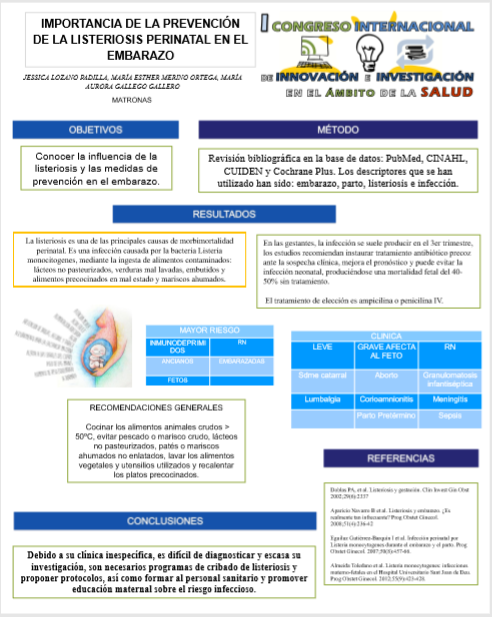 IMPORTANCIA DE LA PREVENCIÓN
DE LA LISTERIOSIS PERINATAL EN EL
EMBARAZO
JESSICA LOZANO PADILLA, MARÍA ESTHER MERINO ORTEGA, MARÍA
AURORA GALLEGO GALLERO
MATRONAS
I CONGRESO INTERNACIONAL
DE INNOVACIÓN E INVESTIGACIÓN
EN EL ÁMBITO DE LA SALUD
OBJETIVOS
Conocer la influencia de la
listeriosis y las medidas de
prevención en el embarazo.
MÉTODO
Revisión bibliográfica en la base de datos: PubMed, CINAHL,
CUIDEN y Cochrane Plus. Los descriptores que se han
utilizado han sido: embarazo, parto, listeriosis e infección.
RESULTADOS
La listeriosis es una de las principales causas de morbimortalidad
perinatal. Es una infección causada por la bacteria Listeria
monocitogenes, mediante la ingesta de alimentos contaminados:
lácteos no pasteurizados, verduras mal lavadas, embutidos y
alimentos precocinados en mal estado y mariscos ahumados.
En las gestantes, la infección se suele producir en el 3er trimestre,
los estudios recomiendan instaurar tratamiento antibiótico precoz
ante la sospecha clínica, mejora el pronóstico y puede evitar la
infección neonatal, produciéndose una mortalidad fetal del 40-
50% sin tratamiento.
El tratamiento de elección es ampicilina o penicilina IV.
MAYOR RIESGO
INMUNODEPRIMI
DOS
RN
ANCIANOS EMBARAZADAS
FETOS
CLINICA
LEVE GRAVE AFECTA
AL FETO
RN
Sdme catarral Aborto Granulomatosis
infantiséptica
Lumbalgia Corioamnionitis Meningitis
Parto Pretérmino Sepsis
RECOMENDACIONES GENERALES
Cocinar los alimentos animales crudos >
50ºC, evitar pescado o marisco crudo, lácteos
no pasteurizados, patés o mariscos
ahumados no enlatados, lavar los alimentos
vegetales y utensilios utilizados y recalentar
los platos precocinados.
REFERENCIAS
PA, et al. Listeriosis y gestación. Clin Invest Gin Obst
2002;29(6):
Aparicio Navarro B et al. Listeriosis y embarazo: ¿Es
realmente tan infrecuente? Prog Obstet Ginecol.
2008;51(4):236-42
Eguiluz Gutiérrez-Barquín I et al. Infección perinatal por
Listeria monocytogenes durante el embarazo y el parto. Prog
Obstet Ginecol. 2007;50(8):
Almeida Toledano et al. Listeria monocytogenes: infecciones
materno-fetales en el Hospital Universitario Sant Joan de Deu.
Prog Obstet Ginecol. 2012;55(9):423-428.
CONCLUSIONES
Debido a su clínica inespecífica, es difícil de diagnosticar y escasa su
investigación, son necesarios programas de cribado de listeriosis y
proponer protocolos, así como formar al personal sanitario y promover
educación maternal sobre el riesgo infeccioso.